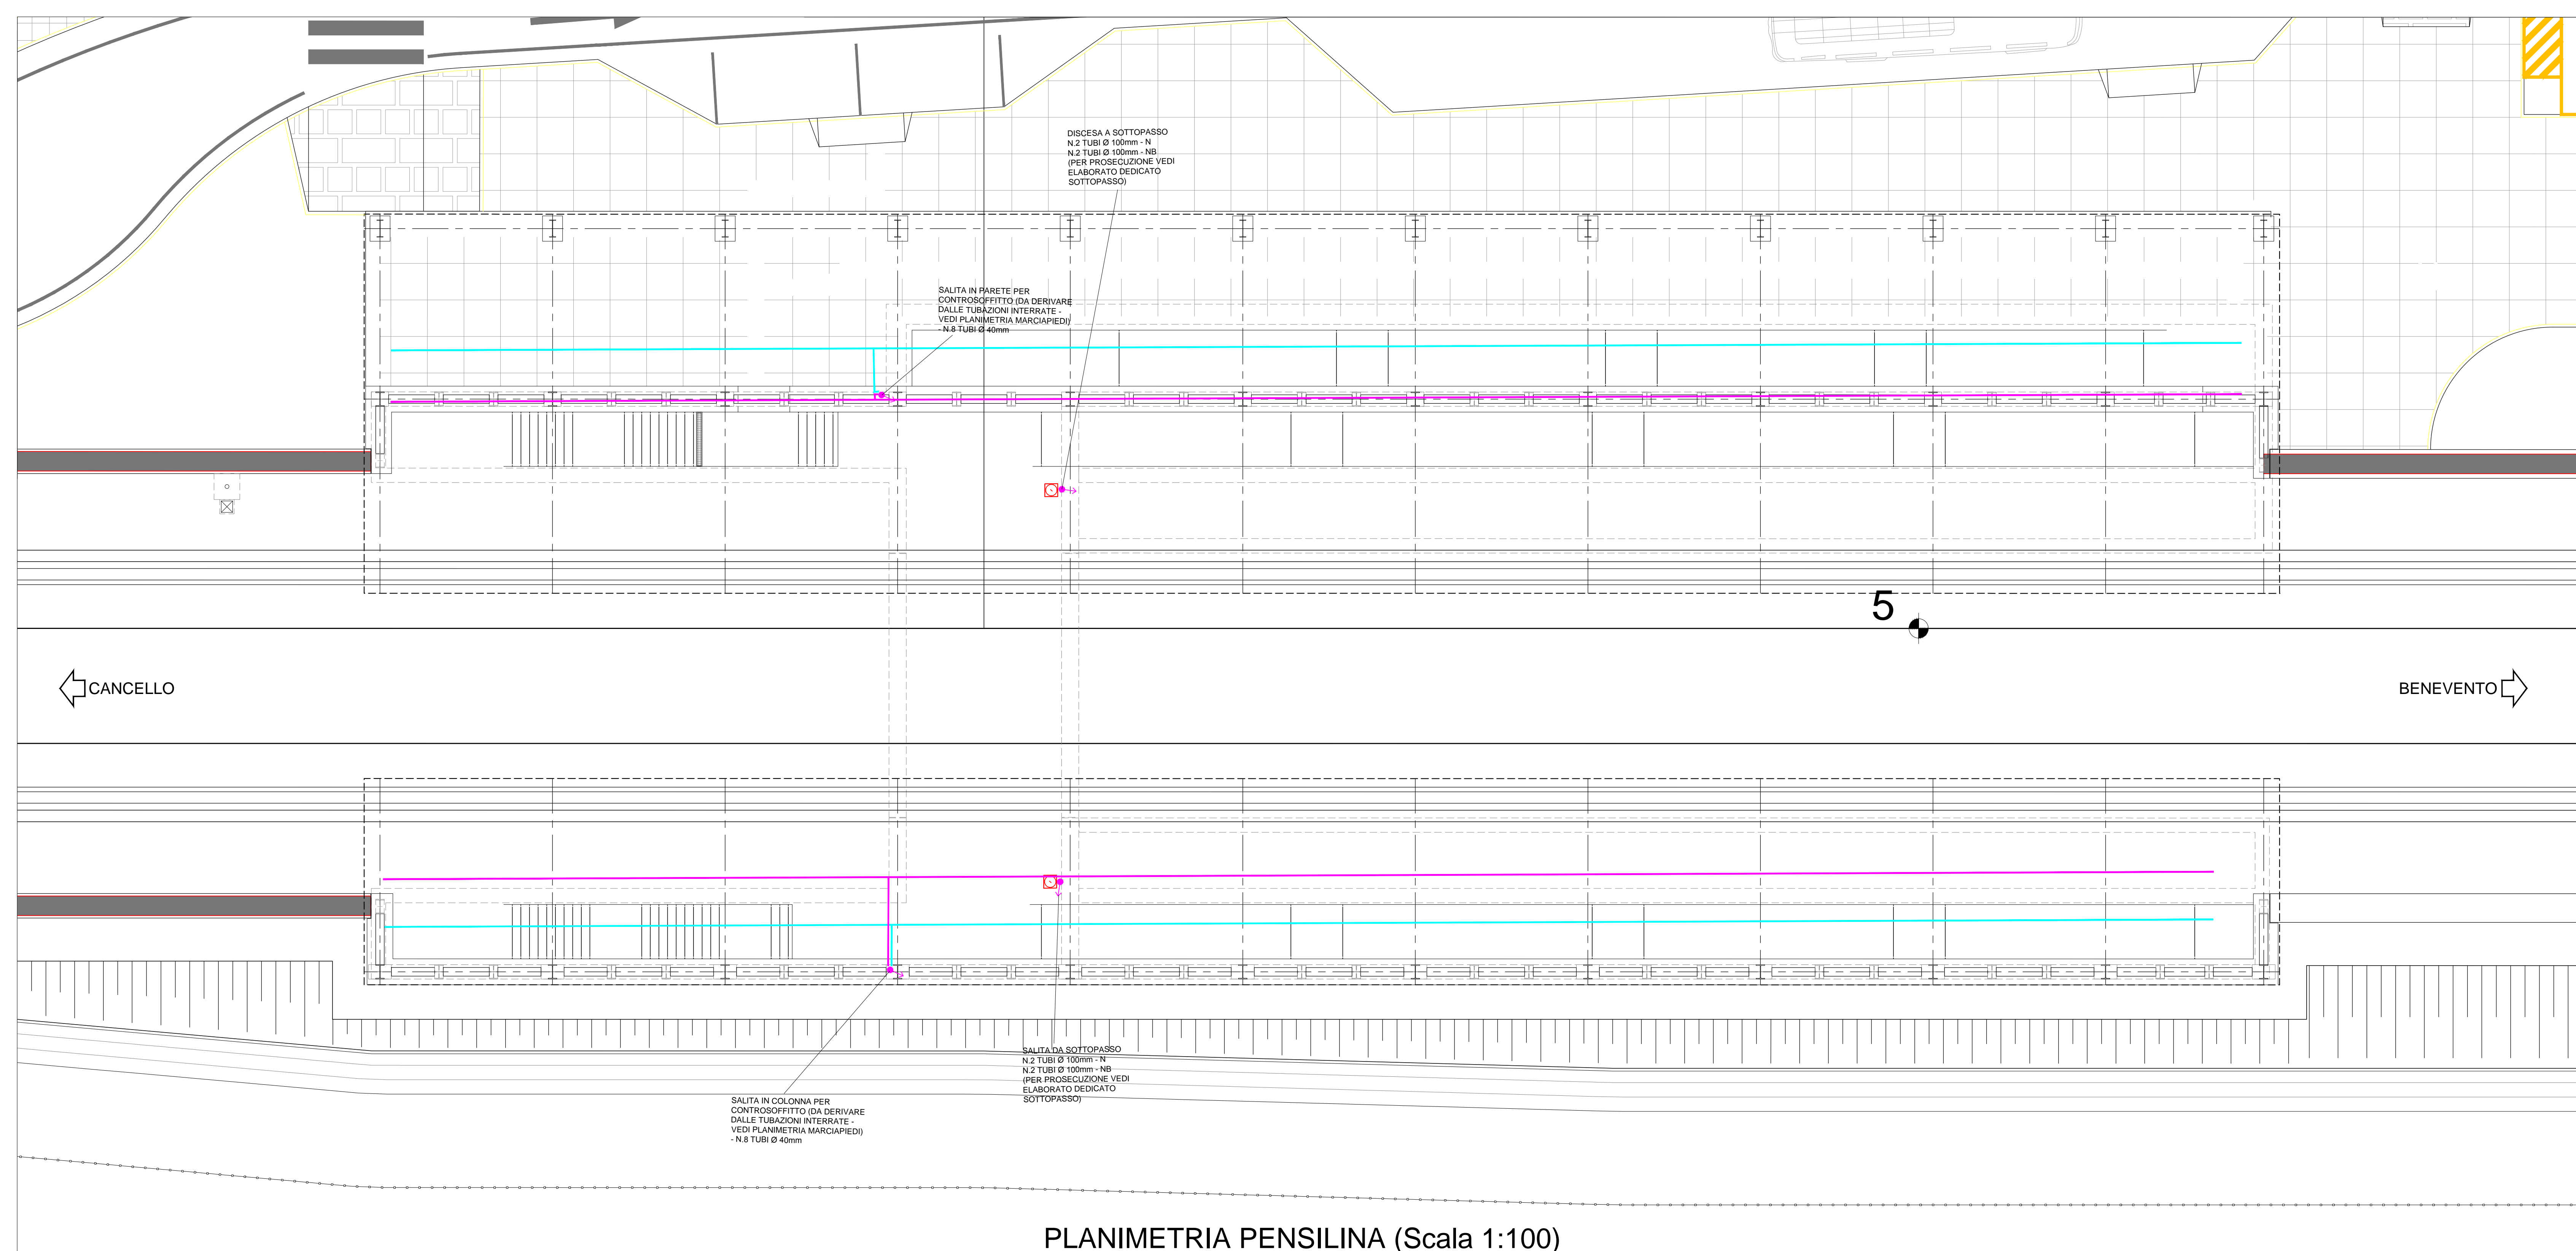 DISCESA A SOTTOPASSO
N.2 TUBI Ø 100mm - N
N.2 TUBI Ø 100mm - NB
(PER PROSECUZIONE VEDI
ELABORATO DEDICATO
SOTTOPASSO)
SALITA IN PARETE PER
CONTROSOFFITTO (DA DERIVARE
DALLE TUBAZIONI INTERRATE -
VEDI PLANIMETRIA MARCIAPIEDI)
- N.8 TUBI Ø 40mm
5
CANCELLO
BENEVENTO
SALITA DA SOTTOPASSO
N.2 TUBI Ø 100mm - N
N.2 TUBI Ø 100mm - NB
(PER PROSECUZIONE VEDI
ELABORATO DEDICATO
SOTTOPASSO)
SALITA IN COLONNA PER
CONTROSOFFITTO (DA DERIVARE
DALLE TUBAZIONI INTERRATE -
VEDI PLANIMETRIA MARCIAPIEDI)
- N.8 TUBI Ø 40mm
PLANIMETRIA PENSILINA (Scala 1:100)